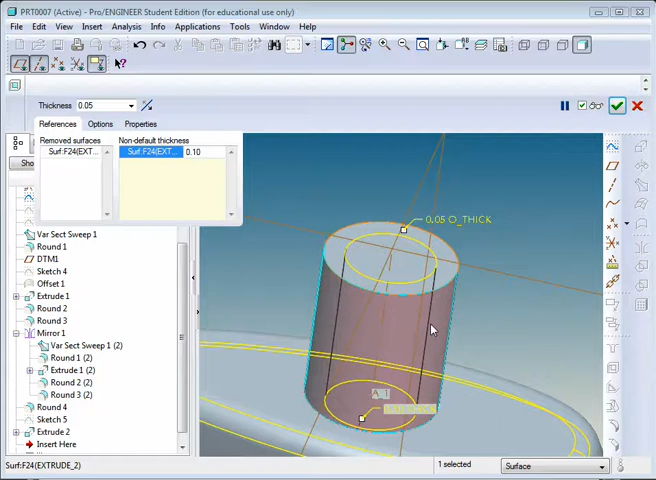 PRT0007 (Active) - Pro/ENGINEER Student Edition (for educational use only)
File Edit View Insert Analysis Info Applications Tools Window Help
Thickness 0.05
References Options Properties
Removed surfaces Non-default thickness
Surf:F24(EXT... Surf:F24(EXT... 0.10
Sho
0.05 O_THICK
Var Sect Sweep 1
Round 1
DTM1
Sketch 4
Offset 1
Extrude 1
Round 2
Round 3
Mirror 1
Var Sect Sweep 1 (2)
Round 1 (2)
Extrude 1 (2)
Round 2 (2)
Round 3 (2)
Round 4
Sketch 5
Extrude 2
Insert Here
A_1
Surf:F24(EXTRUDE_2)
1 selected
Surface